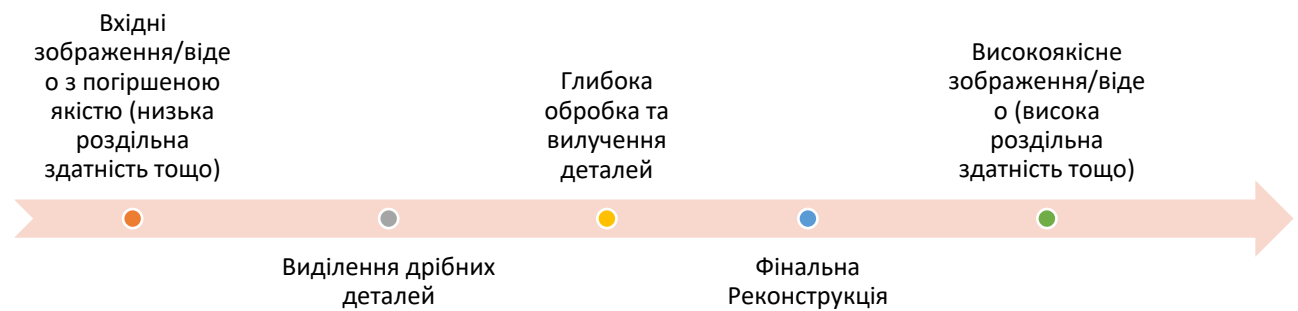 Вхідні
зображення/віде
о з погіршеною
якістю (низька
роздільна
здатність тощо)
Виділення дрібних
деталей
Глибока
обробка та
вилучення
деталей
Фінальна
Реконструкція
Високоякісне
зображення/віде
о (висока
роздільна
здатність тощо)